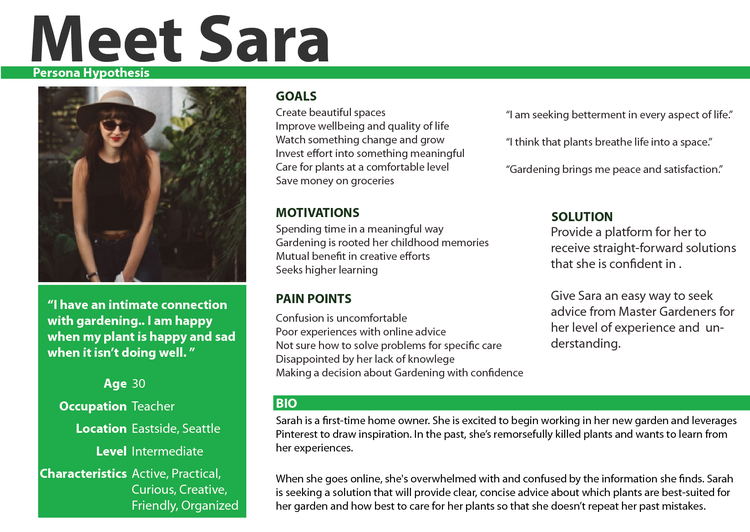 Meet Sara
Persona Hypothesis
“I have an intimate connection
with gardening.. I am happy
when my plant is happy and sad
when it isn’t doing well. ”
Age 30
Occupation Teacher
Location Eastside, Seattle
Level Intermediate
Characteristics Active, Practical,
Curious, Creative,
Friendly, Organized
GOALS
Create beautiful spaces
Improve wellbeing and quality of life
Watch something change and grow
Invest effort into something meaningful
Care for plants at a comfortable level
Save money on groceries
MOTIVATIONS
Spending time in a meaningful way
Gardening is rooted her childhood memories
Mutual benefit in creative efforts
Seeks higher learning
PAIN POINTS
Confusion is uncomfortable
Poor experiences with online advice
Not sure how to solve problems for specific care
Disappointed by her lack of knowlege
Making a decision about Gardening with confidence
“I am seeking betterment in every aspect of life.”
“I think that plants breathe life into a space.”
“Gardening brings me peace and satisfaction.”
SOLUTION
Provide a platform for her to
receive straight-forward solutions
that she is confident in .
Give Sara an easy way to seek
advice from Master Gardeners for
her level of experience and un-
derstanding.
BIO
Sarah is a first-time home owner. She is excited to begin working in her new garden and leverages
Pinterest to draw inspiration. In the past, she’s remorsefully killed plants and wants to learn from
her experiences.
When she goes online, she's overwhelmed with and confused by the information she finds. Sarah
is seeking a solution that will provide clear, concise advice about which plants are best-suited for
her garden and how best to care for her plants so that she doesn’t repeat her past mistakes.